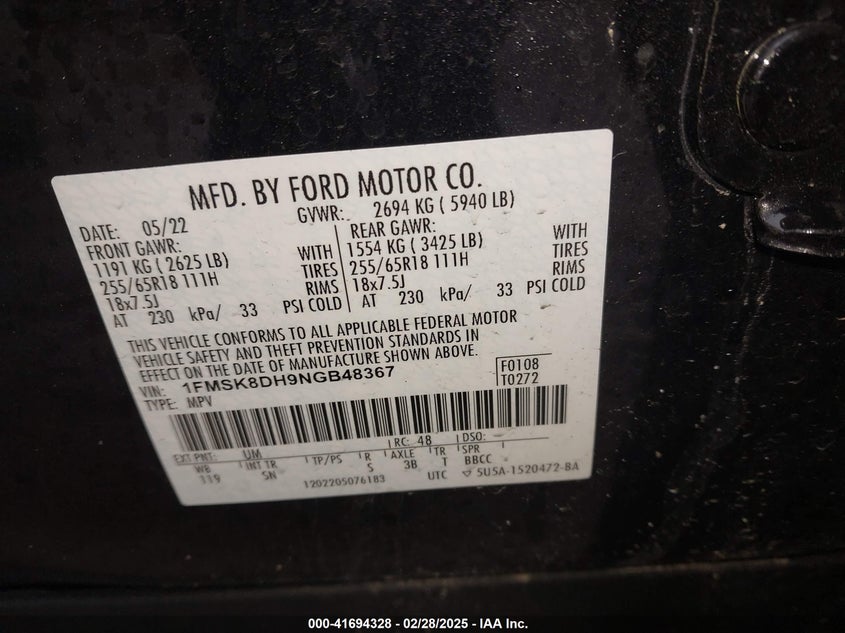 MFD. BY FORD MOTOR CO.
DATE: 05/22 GVWR: 2694 KG ( 5940 LB)
FRONT GAWR: REAR GAWR:
1191 KG ( 2625 LB) WITH 1554 KG ( 3425 LB) WITH
255/65R18 111H TIRES 255/65R18 111H TIRES
18x7.5J RIMS 18x7.5J RIMS
AT 230 kPa/ 33 PSI COLD AT 230 kPa/ 33 PSI COLD
THIS VEHICLE CONFORMS TO ALL APPLICABLE FEDERAL MOTOR
VEHICLE SAFETY AND THEFT PREVENTION STANDARDS IN
EFFECT ON THE DATE OF MANUFACTURE SHOWN ABOVE.
VIN: 1FMSK8DH9NGB48367 F0108
TYPE: MPV T0272
EXT PNT: UM RC: 48 DSO:
WB INT TR TP/PS R AXLE TR SPR
119 SN S 3B T BBCC
1202205076183 UTC 5U5A-1520472-BA
000-41694328 | 02/28/2025 - IAA Inc.